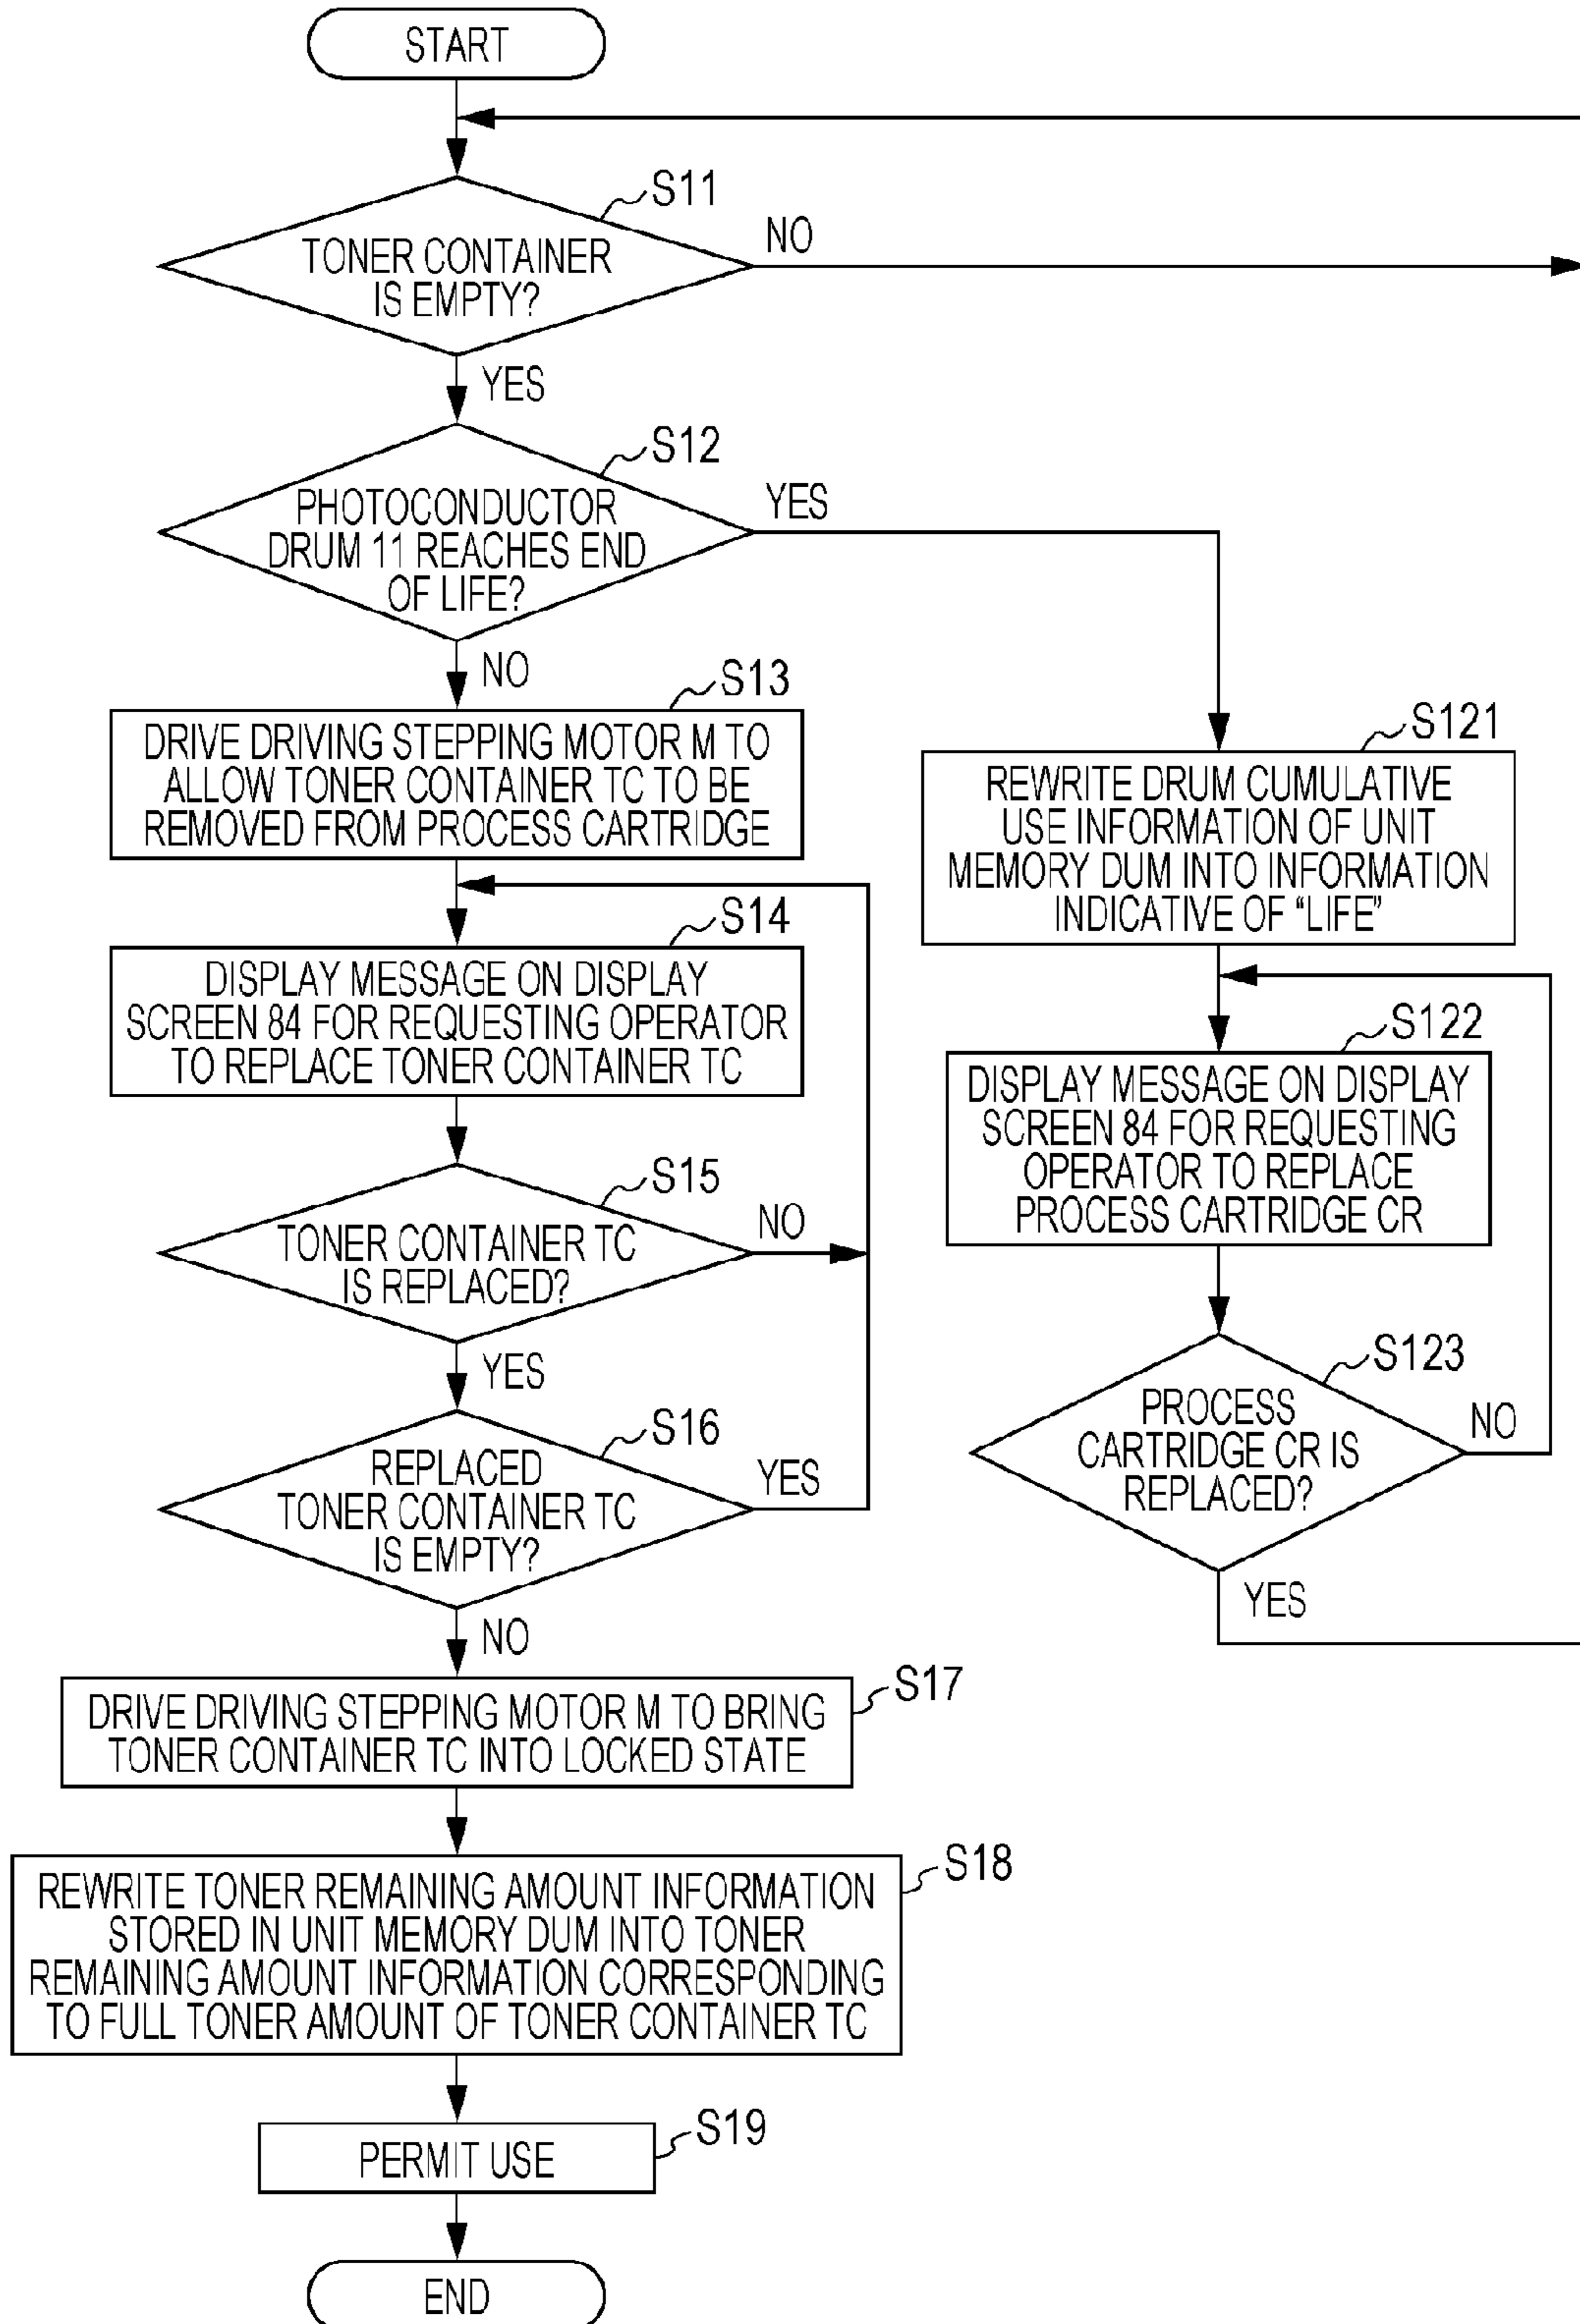 START
S11
TONER CONTAINER
IS EMPTY?
NO
YES
S12
PHOTOCONDUCTOR
DRUM 11 REACHES END
OF LIFE?
YES
NO
S13
DRIVE DRIVING STEPPING MOTOR M TO
ALLOW TONER CONTAINER TC TO BE
REMOVED FROM PROCESS CARTRIDGE
S14
DISPLAY MESSAGE ON DISPLAY
SCREEN 84 FOR REQUESTING OPERATOR
TO REPLACE TONER CONTAINER TC
S15
TONER CONTAINER TC
IS REPLACED?
NO
YES
S16
REPLACED
TONER CONTAINER TC
IS EMPTY?
YES
NO
S17
DRIVE DRIVING STEPPING MOTOR M TO BRING
TONER CONTAINER TC INTO LOCKED STATE
S18
REWRITE TONER REMAINING AMOUNT INFORMATION
STORED IN UNIT MEMORY DUM INTO TONER
REMAINING AMOUNT INFORMATION CORRESPONDING
TO FULL TONER AMOUNT OF TONER CONTAINER TC
S19
PERMIT USE
END
S121
REWRITE DRUM CUMULATIVE
USE INFORMATION OF UNIT
MEMORY DUM INTO INFORMATION
INDICATIVE OF “LIFE”
S122
DISPLAY MESSAGE ON DISPLAY
SCREEN 84 FOR REQUESTING
OPERATOR TO REPLACE
PROCESS CARTRIDGE CR
S123
PROCESS
CARTRIDGE CR IS
REPLACED?
NO
YES